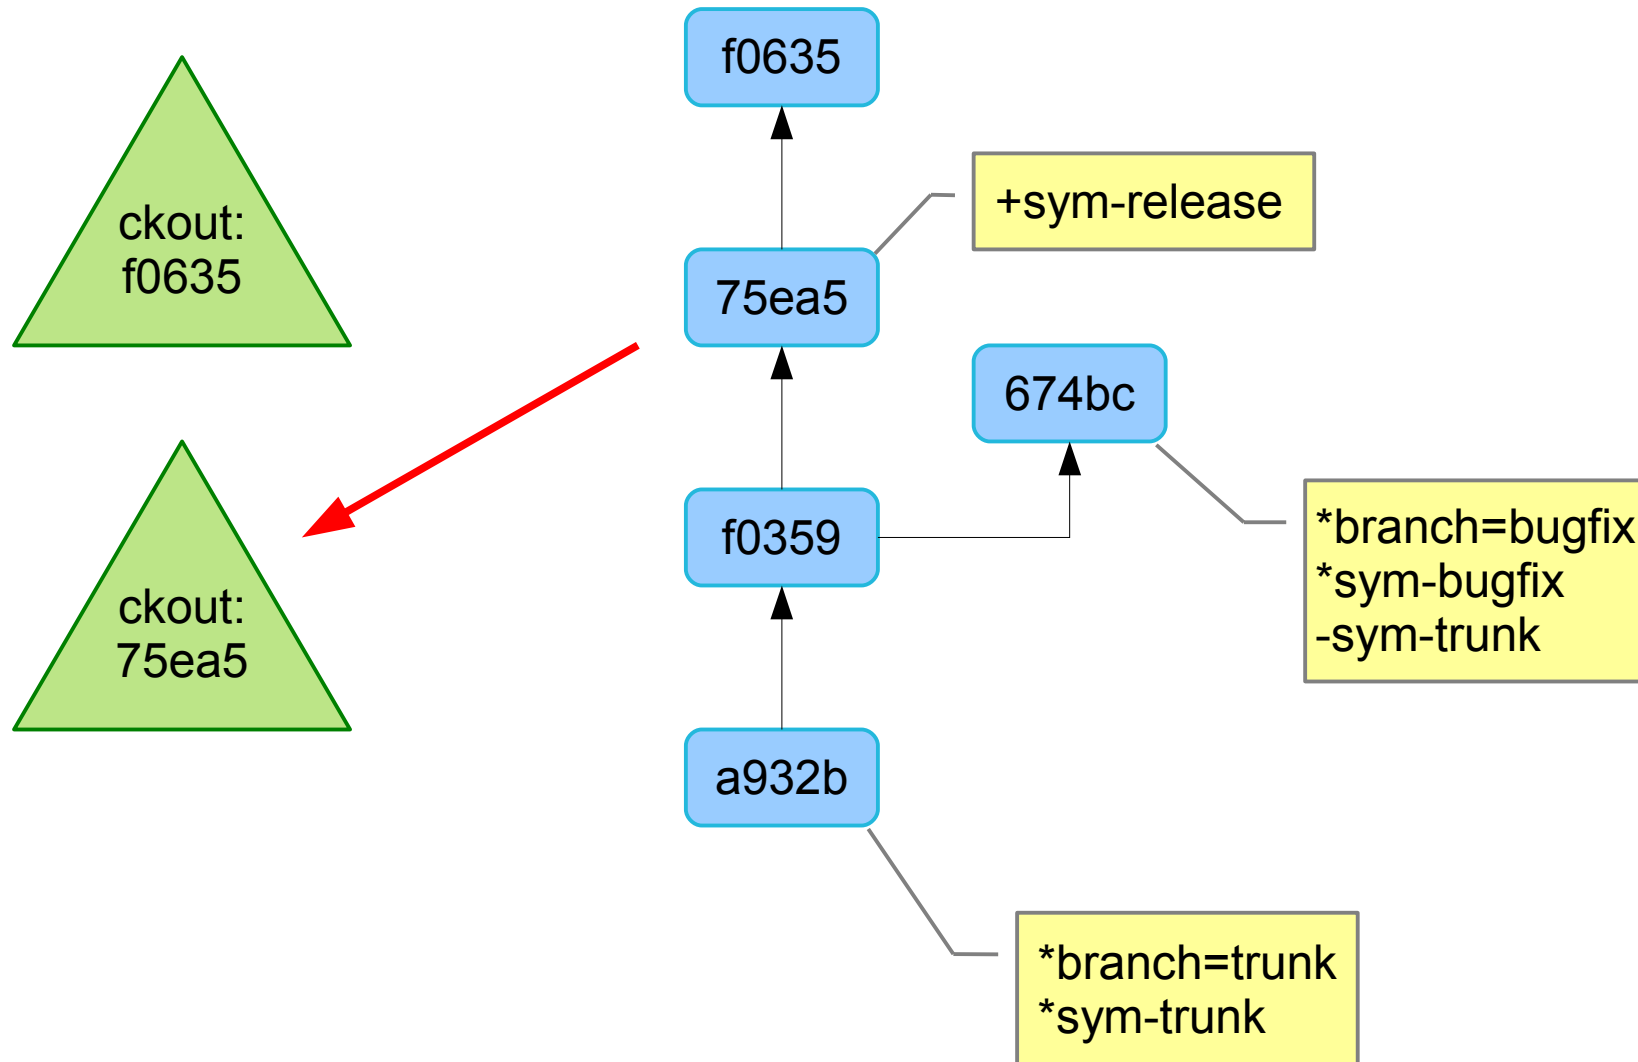 f0635
+sym-release
ckout:
f0635
75ea5
674bc
*branch=bugfix
*sym-bugfix
-sym-trunk
f0359
ckout:
75ea5
a932b
*branch=trunk
*sym-trunk